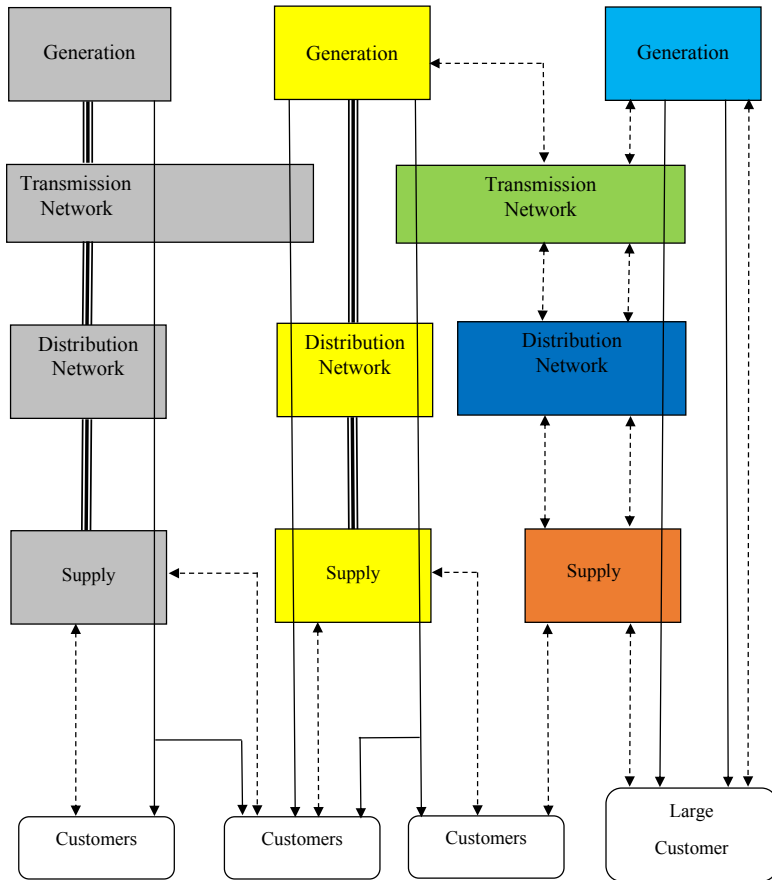 Generation
Generation
Generation
Transmission
Network
Transmission
Network
Distribution
Network
Distribution
Network
Distribution
Network
Supply
Supply
Supply
Customers
Customers
Customers
Large
Customer